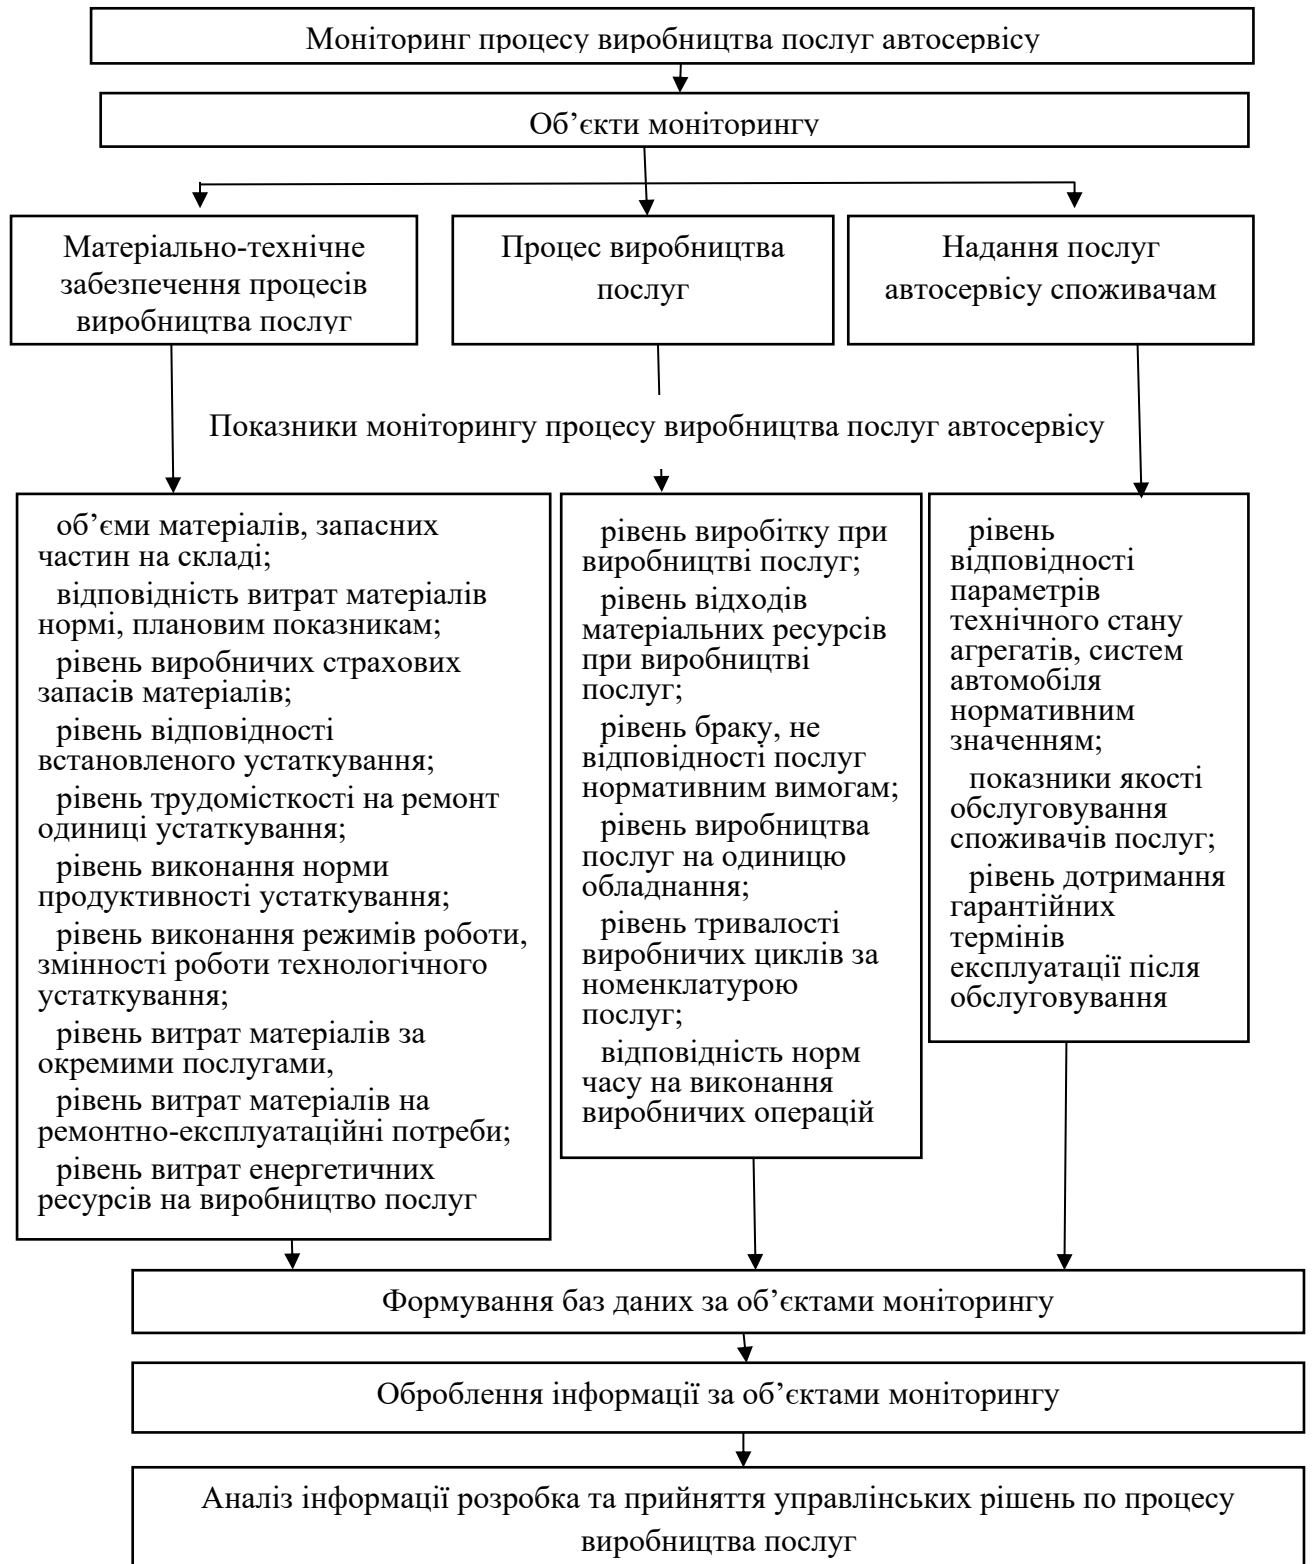 Моніторинг процесу виробництва послуг автосервісу
Об’єкти моніторингу
Матеріально-технічне
забезпечення процесів
виробництва послуг
Процес виробництва
послуг
Надання послуг
автосервісу споживачам
Показники моніторингу процесу виробництва послуг автосервісу
об’єми матеріалів, запасних
частин на складі;
відповідність витрат матеріалів
нормі, плановим показникам;
рівень виробничих страхових
запасів матеріалів;
рівень відповідності
встановленого устаткування;
рівень трудомісткості на ремонт
одиниці устаткування;
рівень виконання норми
продуктивності устаткування;
рівень виконання режимів роботи,
змінності роботи технологічного
устаткування;
рівень витрат матеріалів за
окремими послугами,
рівень витрат матеріалів на
ремонтно-експлуатаційні потреби;
рівень витрат енергетичних
ресурсів на виробництво послуг
рівень виробітку при
виробництві послуг;
рівень відходів
матеріальних ресурсів
при виробництві
послуг;
рівень браку, не
відповідності послуг
нормативним вимогам;
рівень виробництва
послуг на одиницю
обладнання;
рівень тривалості
виробничих циклів за
номенклатурою
послуг;
відповідність норм
часу на виконання
виробничих операцій
рівень
відповідності
параметрів
технічного стану
агрегатів, систем
автомобіля
нормативним
значенням;
показники якості
обслуговування
споживачів послуг;
рівень дотримання
гарантійних
термінів
експлуатації після
обслуговування
Формування баз даних за об’єктами моніторингу
Оброблення інформації за об’єктами моніторингу
Аналіз інформації розробка та прийняття управлінських рішень по процесу
виробництва послуг